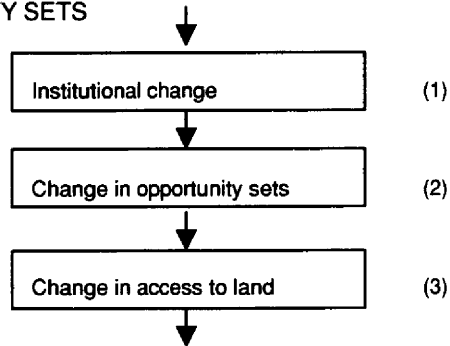 Y SETS
Institutional change (1)
Change in opportunity sets (2)
Change in access to land (3)